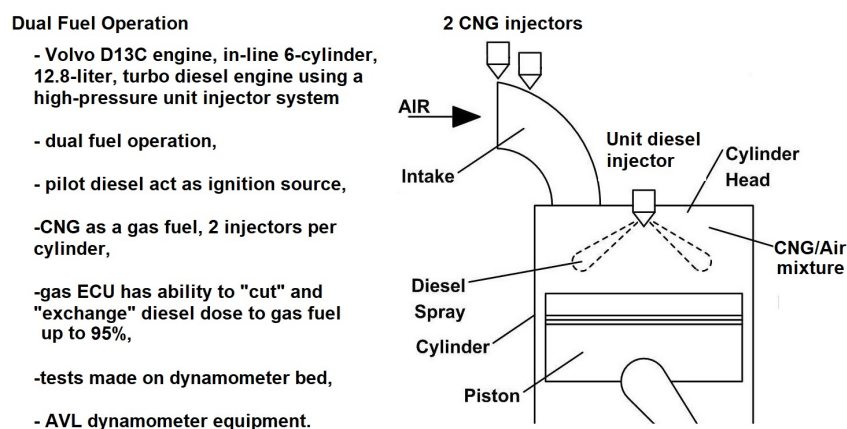 Dual Fuel Operation
- Volvo D13C engine, in-line 6-cylinder,
12.8-liter, turbo diesel engine using a
high-pressure unit injector system
- dual fuel operation,
- pilot diesel act as ignition source,
-CNG as a gas fuel, 2 injectors per
cylinder,
-gas ECU has ability to "cut" and
"exchange" diesel dose to gas fuel
up to 95%,
-tests made on dynamometer bed,
- AVL dynamometer equipment.
2 CNG injectors
AIR
Intake
Unit diesel
injector
Cylinder
Head
CNG/Air
mixture
Diesel
Spray
Cylinder
Piston